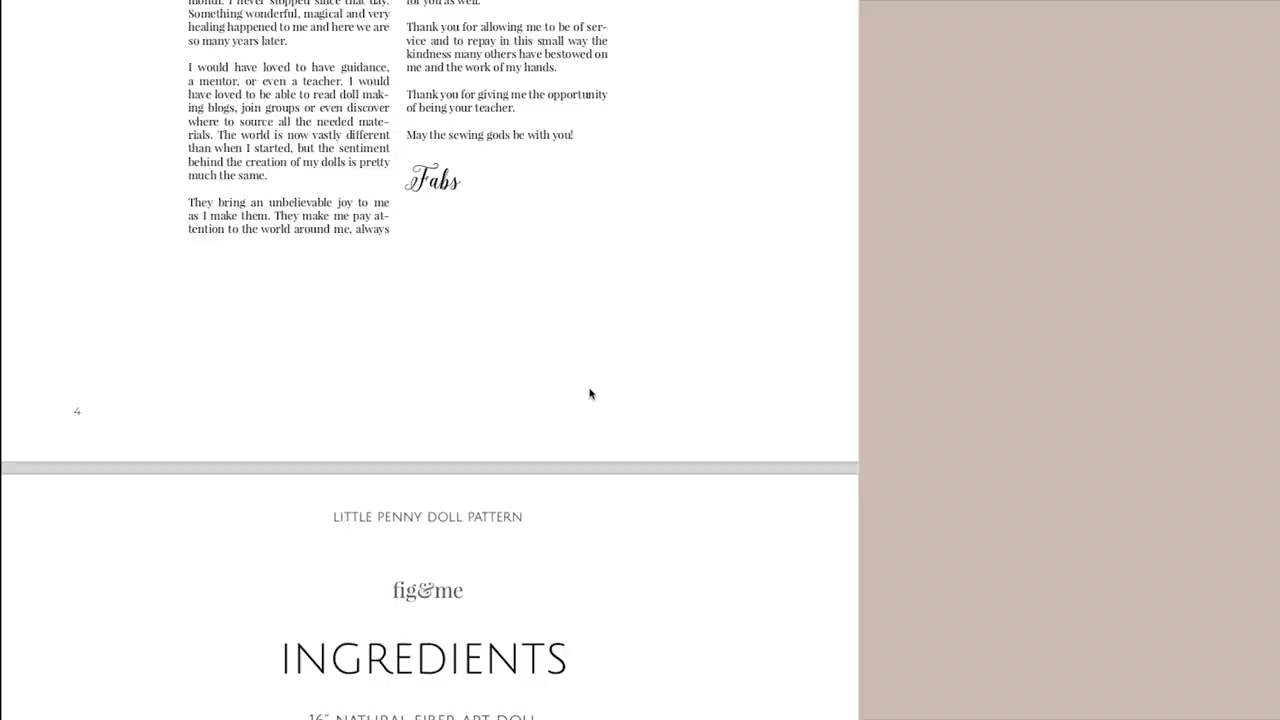 month. I never stopped since that day.
Something wonderful, magical and very
healing happened to me and here we are
so many years later.
I would have loved to have guidance,
a mentor, or even a teacher. I would
have loved to be able to read doll mak-
ing blogs, join groups or even discover
where to source all the needed mate-
rials. The world is now vastly different
than when I started, but the sentiment
behind the creation of my dolls is pretty
much the same.
They bring an unbelievable joy to me
as I make them. They make me pay at-
tention to the world around me, always
for you as well.
Thank you for allowing me to be of ser-
vice and to repay in this small way the
kindness many others have bestowed on
me and the work of my hands.
Thank you for giving me the opportunity
of being your teacher.
May the sewing gods be with you!
Fabs
4
LITTLE PENNY DOLL PATTERN
fig&me
INGREDIENTS
16" NATURAL FIBER ART DOLL